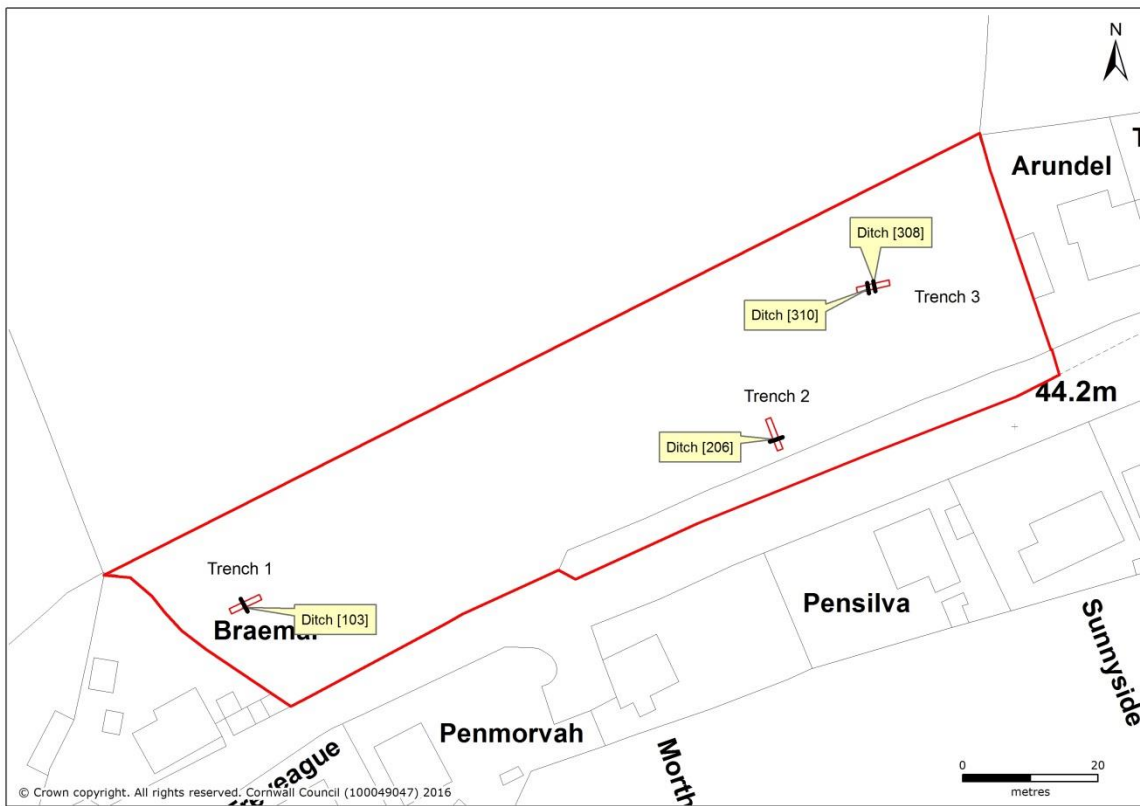 N
Arundel
Ditch [308]
Trench 3
Ditch [310]
44.2m
Trench 2
Ditch [206]
Trench 1
Ditch [103]
Pensilva
Sunnyside
Penmorvah
0 20
metres
© Crown copyright. All rights reserved. Cornwall Council (100049047) 2016